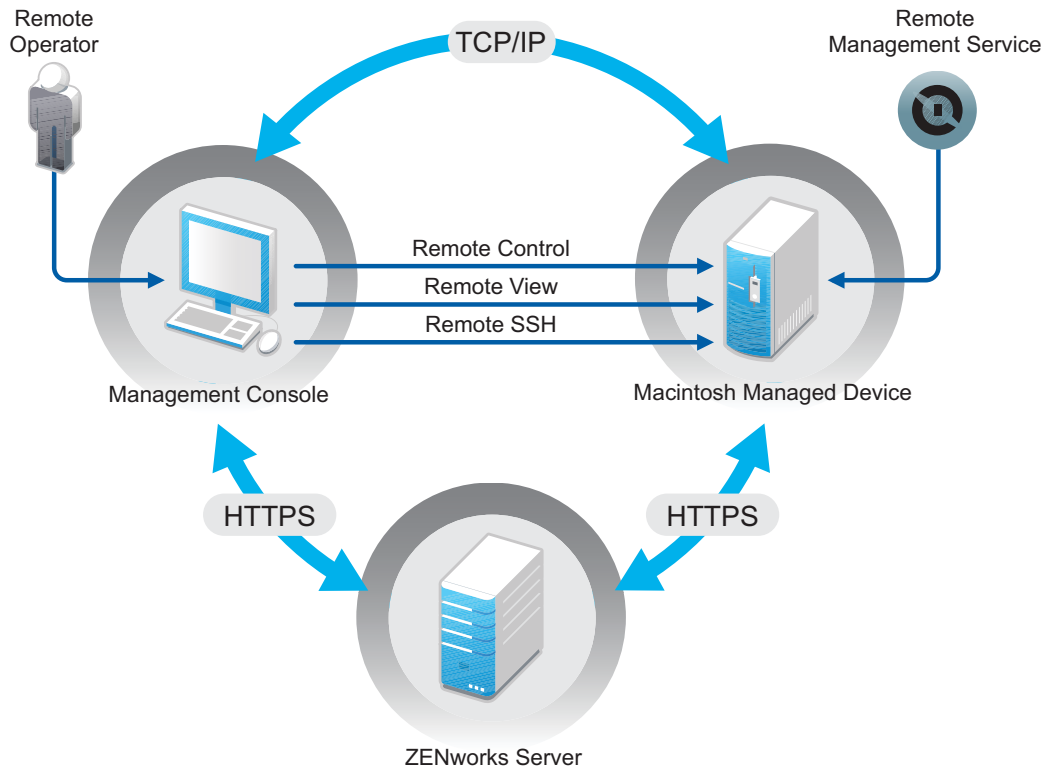 Remote
Operator
TCP/IP
Remote
Management Service
Remote Control
Remote View
Remote SSH
Management Console
Macintosh Managed Device
HTTPS
HTTPS
ZENworks Server